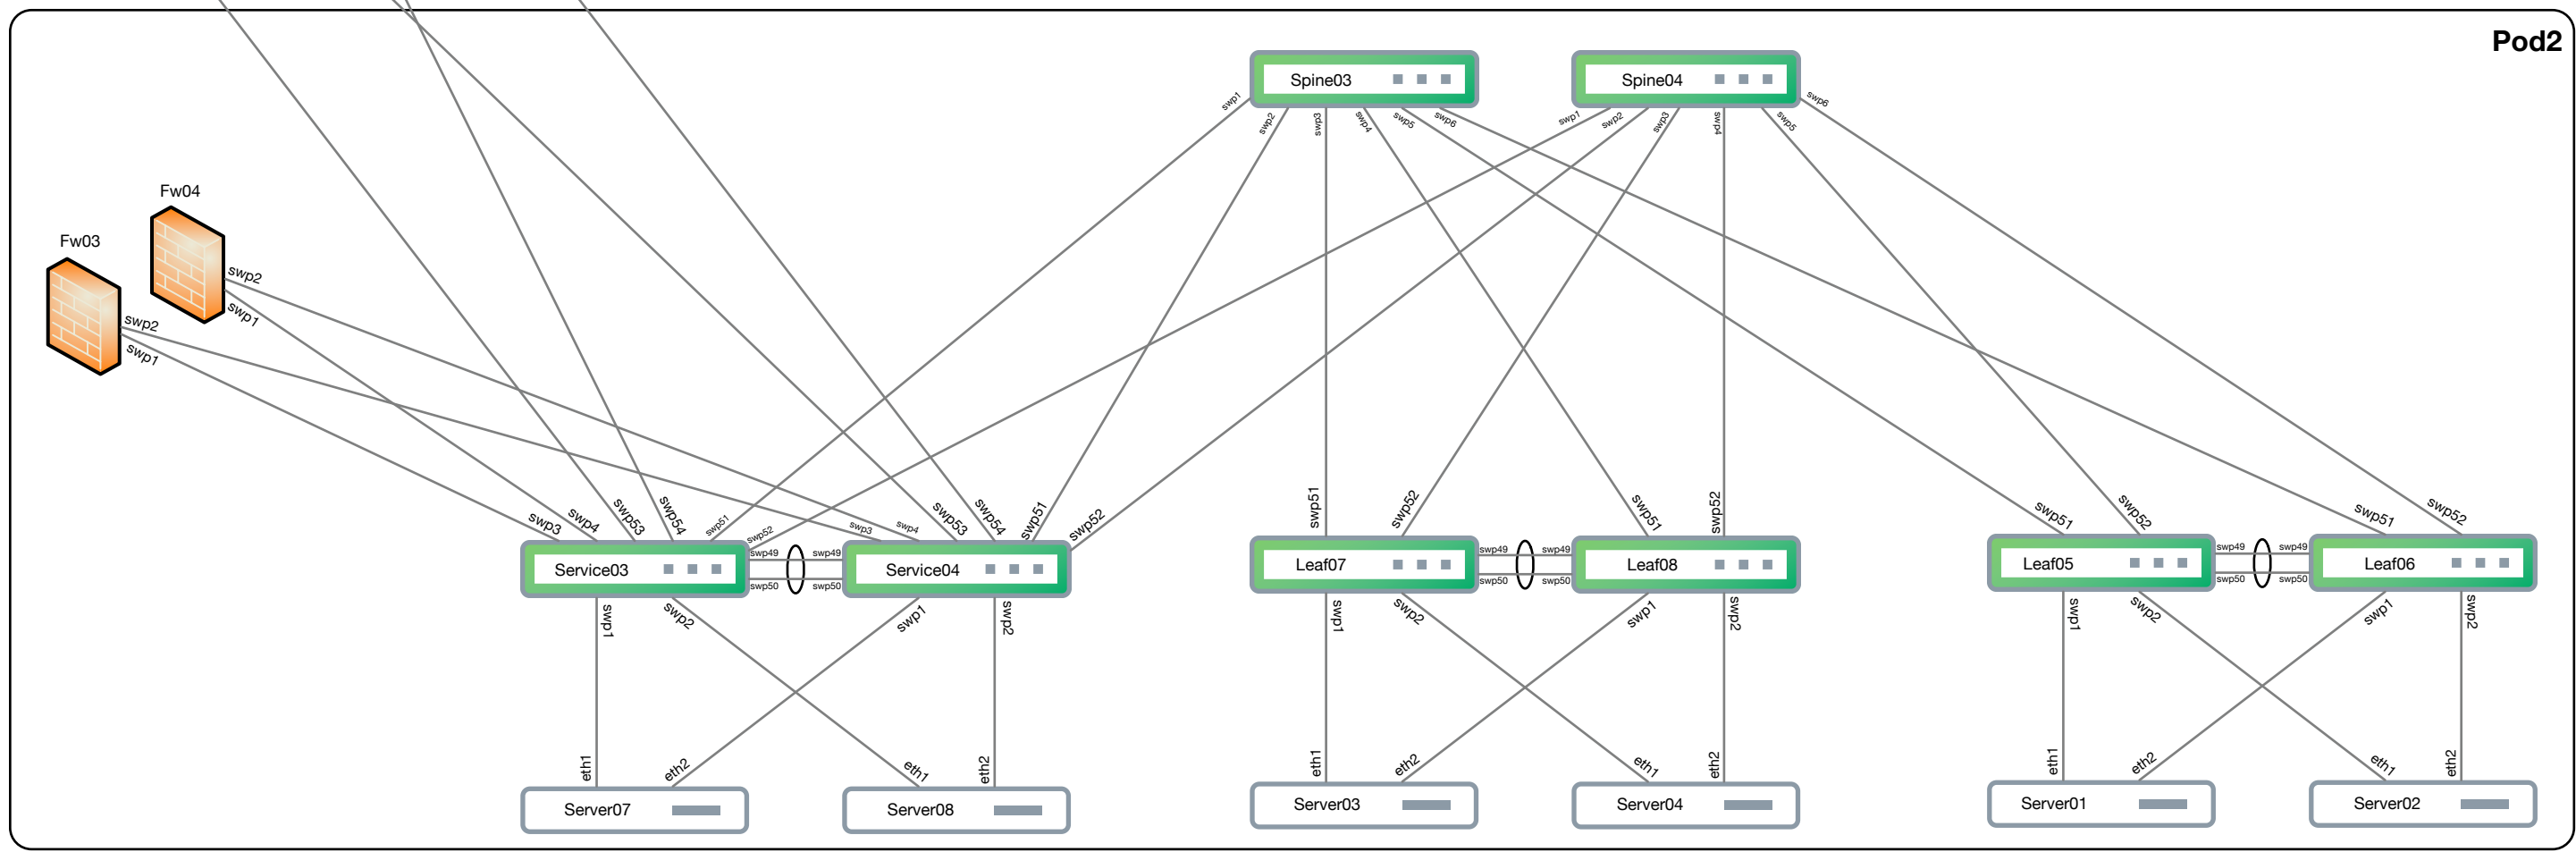 Pod2
Spine03
Spine04
swp1
swp2
swp3
swp4
swp5
swp6
swp1
swp2
swp3
swp4
swp5
swp6
Fw04
swp2
swp1
Fw03
swp2
swp1
swp3
swp4
swp53
swp54
swp51
swp52
swp3
swp4
swp53
swp54
swp51
swp52
swp51
swp52
swp51
swp52
swp51
swp52
swp51
swp52
Service03
swp49
swp49
swp50
swp50
Service04
Leaf07
swp49
swp49
swp50
swp50
Leaf08
Leaf05
swp49
swp49
swp50
swp50
Leaf06
swp1
swp2
swp1
swp2
swp1
swp2
swp1
swp2
swp1
swp2
swp1
swp2
eth1
eth2
eth1
eth2
eth1
eth2
eth1
eth2
eth1
eth2
eth1
eth2
Server07
Server08
Server03
Server04
Server01
Server02